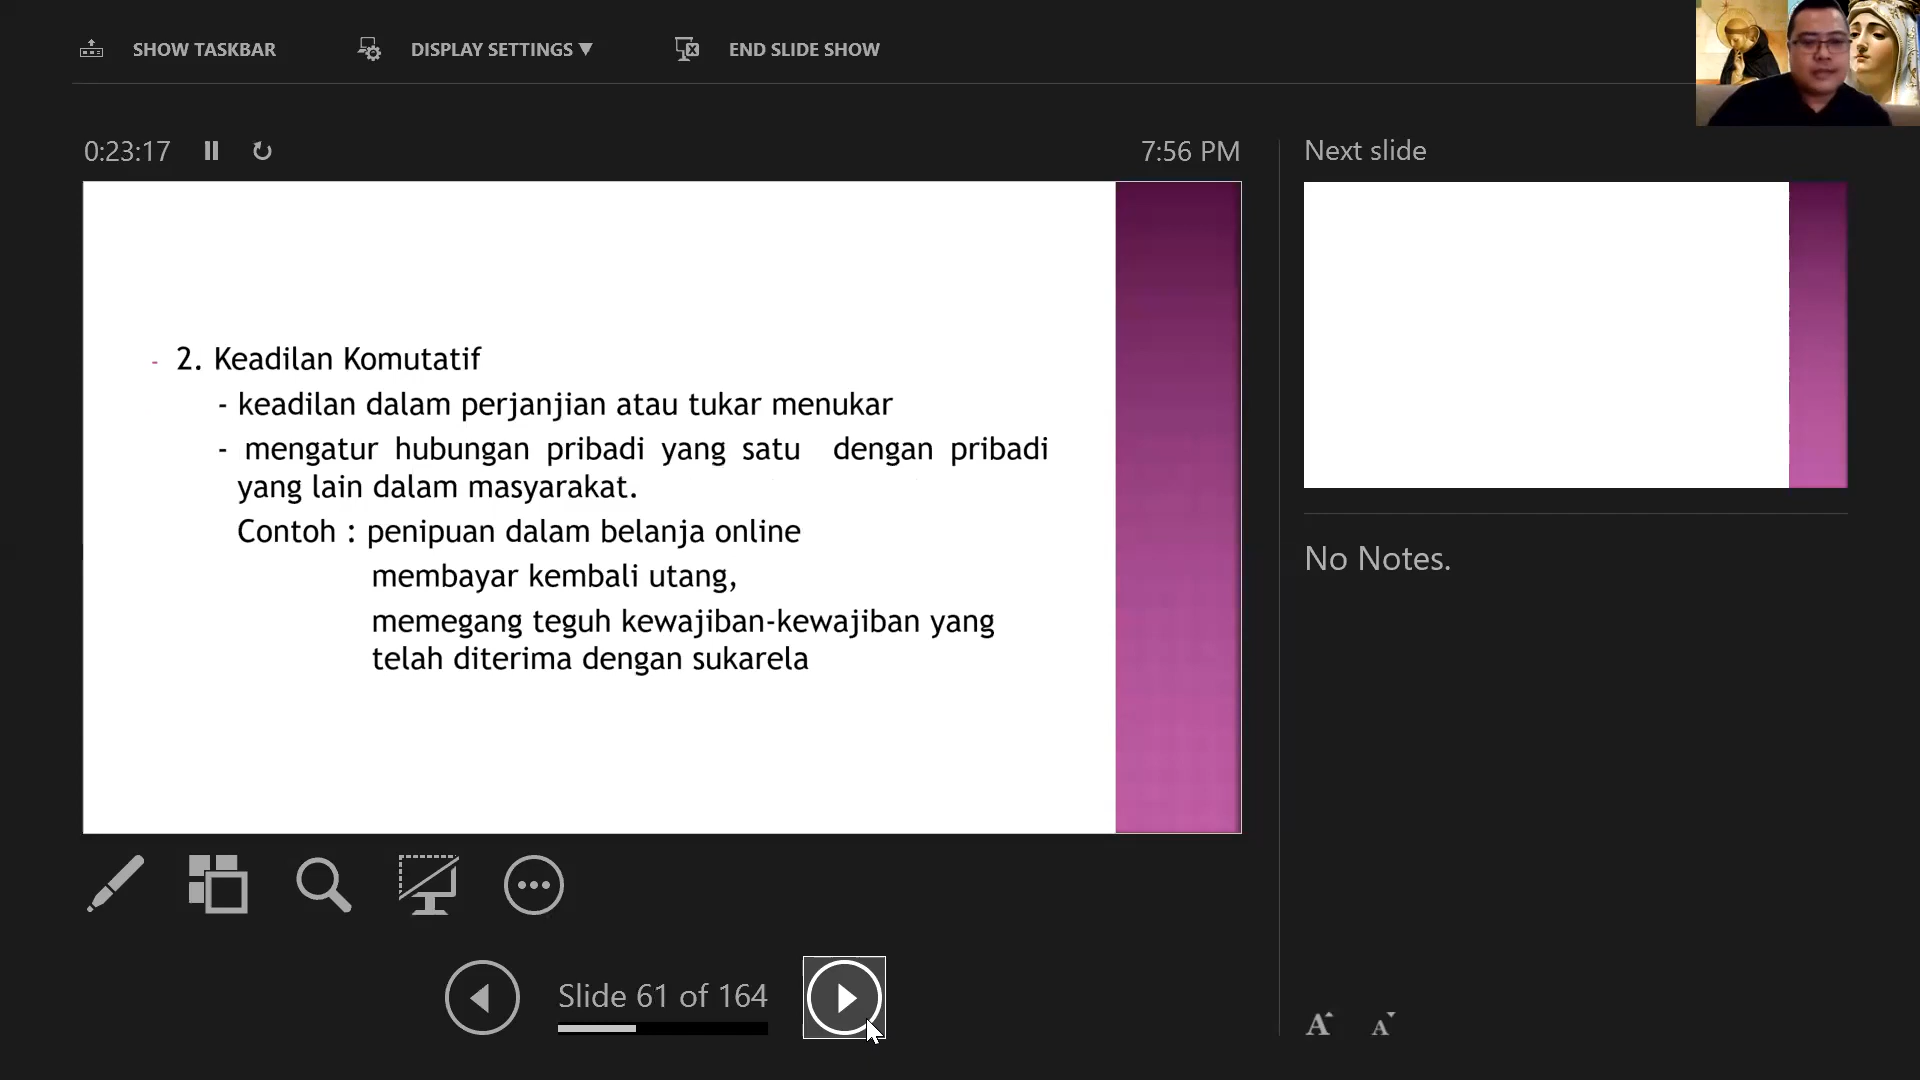 SHOW TASKBAR
DISPLAY SETTINGS ▼
END SLIDE SHOW
0:23:17
7:56 PM
Next slide
- 2. Keadilan Komutatif
- keadilan dalam perjanjian atau tukar menukar
- mengatur hubungan pribadi yang satu dengan pribadi
yang lain dalam masyarakat.
Contoh : penipuan dalam belanja online
membayar kembali utang,
memegang teguh kewajiban-kewajiban yang
telah diterima dengan sukarela
No Notes.
Slide 61 of 164
A A